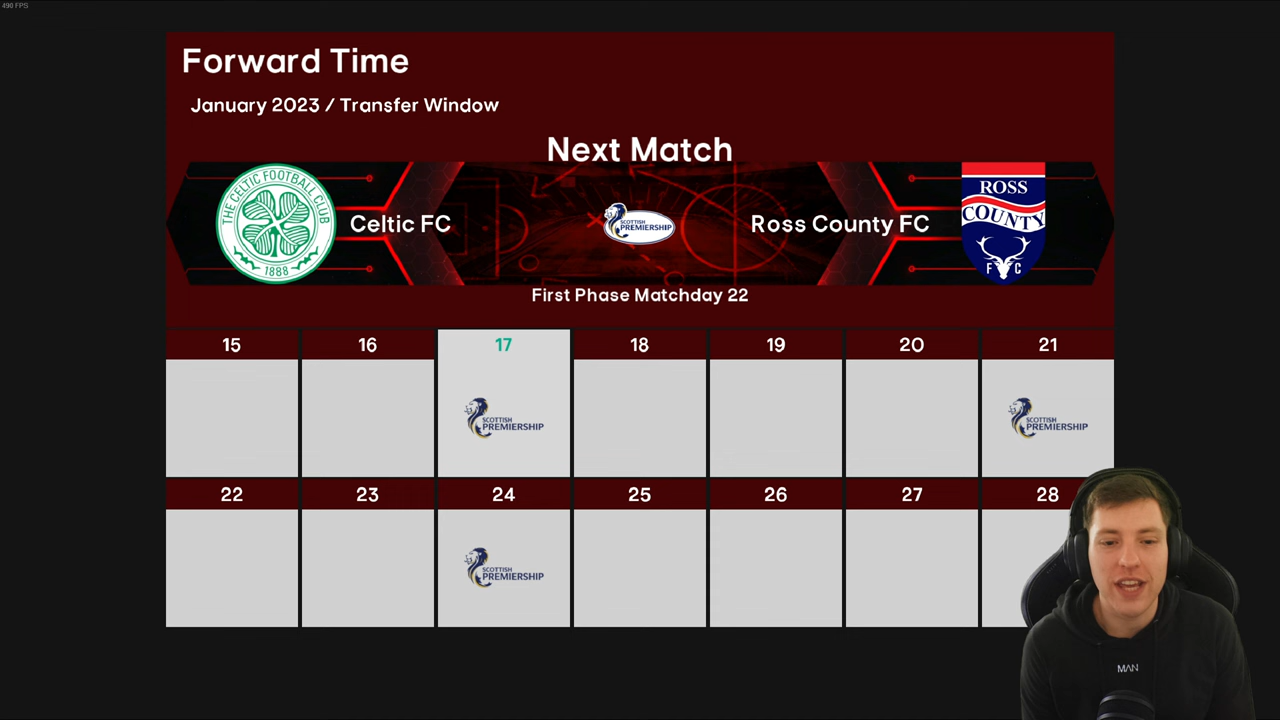 490 FPS
Forward Time
January 2023 / Transfer Window
Next Match
THE CELTIC FOOTBALL CLUB
1888
Celtic FC
SCOTTISH
PREMIERSHIP
Ross County FC
ROSS
COUNTY
F C
First Phase Matchday 22
15 16 17 18 19 20 21
SCOTTISH
PREMIERSHIP
SCOTTISH
PREMIERSHIP
22 23 24 25 26 27 28
SCOTTISH
PREMIERSHIP
MAN